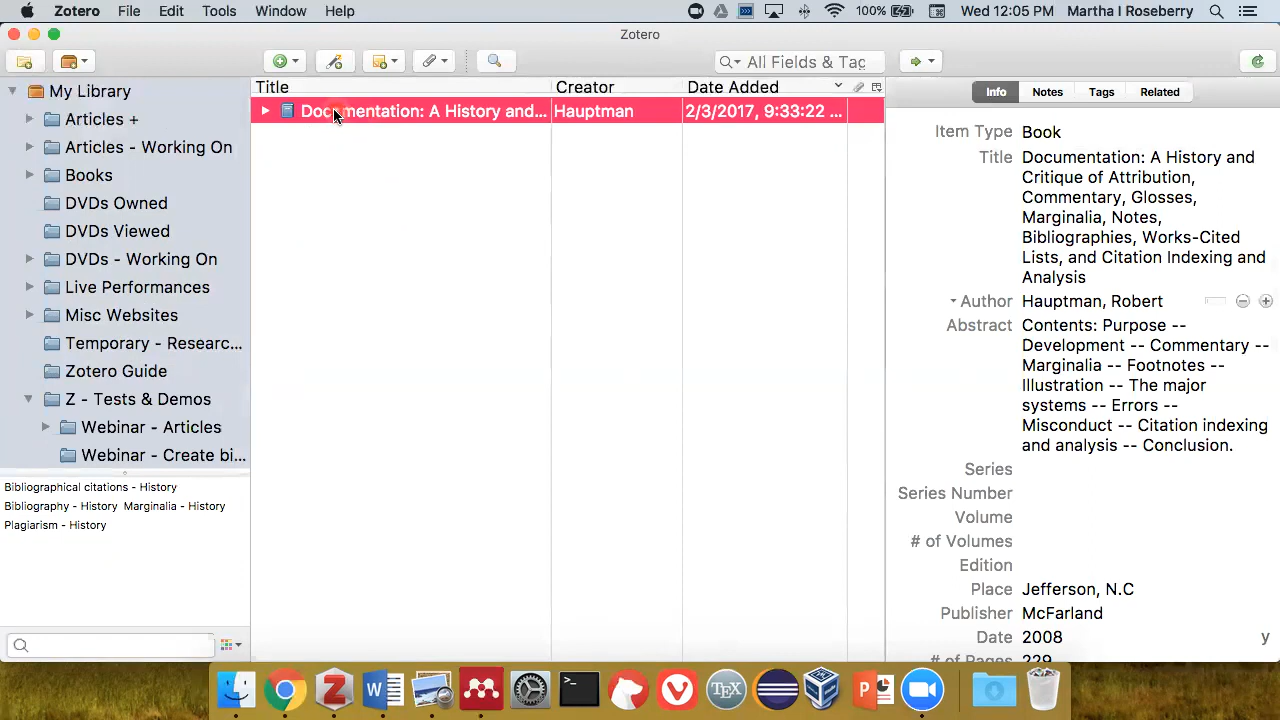 Zotero File Edit Tools Window Help 100% Wed 12:05 PM Martha I Roseberry
Zotero
All Fields & Tag
My Library
Articles +
Articles - Working On
Books
DVDs Owned
DVDs Viewed
DVDs - Working On
Live Performances
Misc Websites
Temporary - Researc...
Zotero Guide
Z - Tests & Demos
Webinar - Articles
Webinar - Create bi...
Bibliographical citations - History
Bibliography - History Marginalia - History
Plagiarism - History
Title Creator Date Added
Documentation: A History and... Hauptman 2/3/2017, 9:33:22 ...
Info Notes Tags Related
Item Type Book
Title Documentation: A History and
Critique of Attribution,
Commentary, Glosses,
Marginalia, Notes,
Bibliographies, Works-Cited
Lists, and Citation Indexing and
Analysis
Author Hauptman, Robert
Abstract Contents: Purpose --
Development -- Commentary --
Marginalia -- Footnotes --
Illustration -- The major
systems -- Errors --
Misconduct -- Citation indexing
and analysis -- Conclusion.
Series
Series Number
Volume
# of Volumes
Edition
Place Jefferson, N.C
Publisher McFarland
Date 2008 y
# of Pages 229
W TEX P